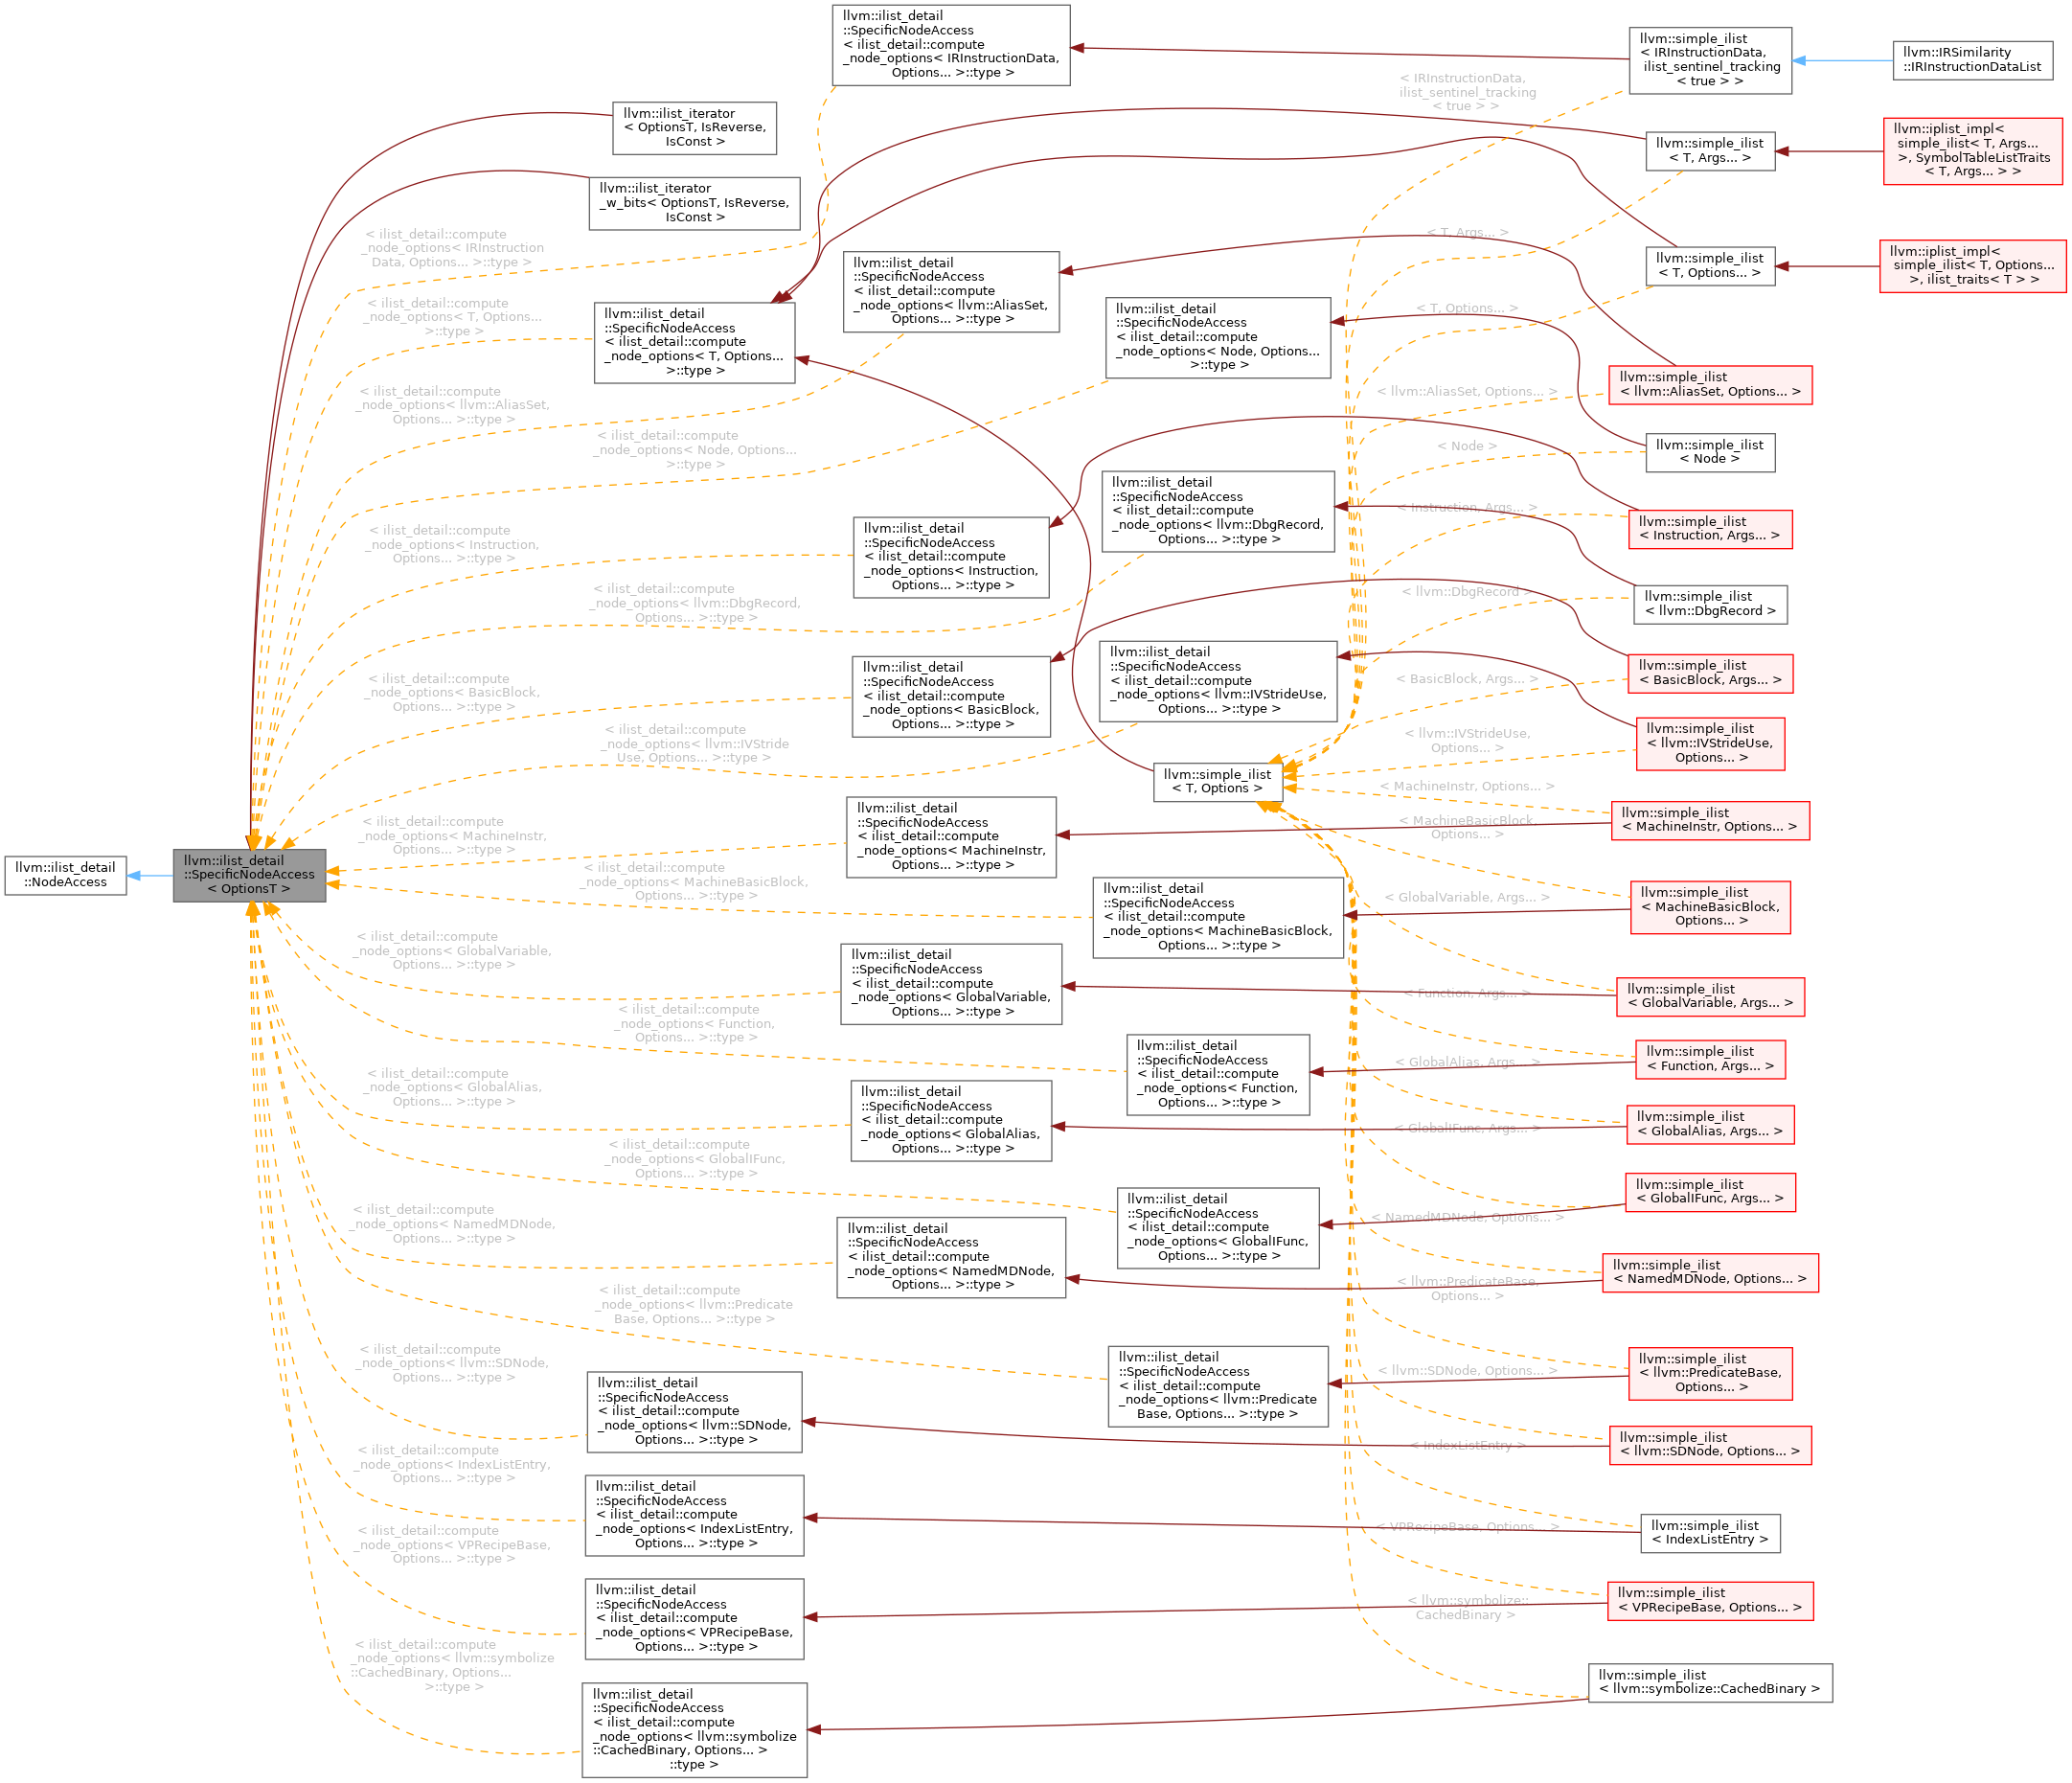 llvm::ilist_detail
::NodeAccess
llvm::ilist_detail
::SpecificNodeAccess
< OptionsT >
llvm::ilist_iterator
< OptionsT, IsReverse,
IsConst >
llvm::ilist_iterator
_w_bits< OptionsT, IsReverse,
IsConst >
< ilist_detail::compute
_node_options< IRInstruction
Data, Options... >::type >
< ilist_detail::compute
_node_options< T, Options...
>::type >
< ilist_detail::compute
_node_options< llvm::AliasSet,
Options... >::type >
< ilist_detail::compute
_node_options< Node, Options...
>::type >
< ilist_detail::compute
_node_options< Instruction,
Options... >::type >
< ilist_detail::compute
_node_options< llvm::DbgRecord,
Options... >::type >
< ilist_detail::compute
_node_options< BasicBlock,
Options... >::type >
< ilist_detail::compute
_node_options< llvm::IVStride
Use, Options... >::type >
< ilist_detail::compute
_node_options< MachineInstr,
Options... >::type >
< ilist_detail::compute
_node_options< MachineBasicBlock,
Options... >::type >
< ilist_detail::compute
_node_options< GlobalVariable,
Options... >::type >
< ilist_detail::compute
_node_options< Function,
Options... >::type >
< ilist_detail::compute
_node_options< GlobalAlias,
Options... >::type >
< ilist_detail::compute
_node_options< GlobalIFunc,
Options... >::type >
< ilist_detail::compute
_node_options< NamedMDNode,
Options... >::type >
< ilist_detail::compute
_node_options< llvm::Predicate
Base, Options... >::type >
< ilist_detail::compute
_node_options< llvm::SDNode,
Options... >::type >
< ilist_detail::compute
_node_options< IndexListEntry,
Options... >::type >
< ilist_detail::compute
_node_options< VPRecipeBase,
Options... >::type >
< ilist_detail::compute
_node_options< llvm::symbolize
::CachedBinary, Options...
>::type >
llvm::ilist_detail
::SpecificNodeAccess
< ilist_detail::compute
_node_options< IRInstructionData,
Options... >::type >
llvm::ilist_detail
::SpecificNodeAccess
< ilist_detail::compute
_node_options< T, Options...
>::type >
llvm::ilist_detail
::SpecificNodeAccess
< ilist_detail::compute
_node_options< llvm::AliasSet,
Options... >::type >
llvm::ilist_detail
::SpecificNodeAccess
< ilist_detail::compute
_node_options< Node, Options...
>::type >
llvm::ilist_detail
::SpecificNodeAccess
< ilist_detail::compute
_node_options< Instruction,
Options... >::type >
llvm::ilist_detail
::SpecificNodeAccess
< ilist_detail::compute
_node_options< llvm::DbgRecord,
Options... >::type >
llvm::ilist_detail
::SpecificNodeAccess
< ilist_detail::compute
_node_options< BasicBlock,
Options... >::type >
llvm::ilist_detail
::SpecificNodeAccess
< ilist_detail::compute
_node_options< llvm::IVStrideUse,
Options... >::type >
llvm::ilist_detail
::SpecificNodeAccess
< ilist_detail::compute
_node_options< MachineInstr,
Options... >::type >
llvm::ilist_detail
::SpecificNodeAccess
< ilist_detail::compute
_node_options< MachineBasicBlock,
Options... >::type >
llvm::ilist_detail
::SpecificNodeAccess
< ilist_detail::compute
_node_options< GlobalVariable,
Options... >::type >
llvm::ilist_detail
::SpecificNodeAccess
< ilist_detail::compute
_node_options< Function,
Options... >::type >
llvm::ilist_detail
::SpecificNodeAccess
< ilist_detail::compute
_node_options< GlobalAlias,
Options... >::type >
llvm::ilist_detail
::SpecificNodeAccess
< ilist_detail::compute
_node_options< GlobalIFunc,
Options... >::type >
llvm::ilist_detail
::SpecificNodeAccess
< ilist_detail::compute
_node_options< NamedMDNode,
Options... >::type >
llvm::ilist_detail
::SpecificNodeAccess
< ilist_detail::compute
_node_options< llvm::Predicate
Base, Options... >::type >
llvm::ilist_detail
::SpecificNodeAccess
< ilist_detail::compute
_node_options< llvm::SDNode,
Options... >::type >
llvm::ilist_detail
::SpecificNodeAccess
< ilist_detail::compute
_node_options< IndexListEntry,
Options... >::type >
llvm::ilist_detail
::SpecificNodeAccess
< ilist_detail::compute
_node_options< VPRecipeBase,
Options... >::type >
llvm::ilist_detail
::SpecificNodeAccess
< ilist_detail::compute
_node_options< llvm::symbolize
::CachedBinary, Options... >
::type >
llvm::simple_ilist
< T, Options >
< IRInstructionData,
ilist_sentinel_tracking
< true > >
< T, Args... >
< T, Options... >
< llvm::AliasSet, Options... >
< Node >
< Instruction, Args... >
< llvm::DbgRecord >
< BasicBlock, Args... >
< llvm::IVStrideUse,
Options... >
< MachineInstr, Options... >
< MachineBasicBlock,
Options... >
< GlobalVariable, Args... >
< Function, Args... >
< GlobalAlias, Args... >
< GlobalIFunc, Args... >
< NamedMDNode, Options... >
< llvm::PredicateBase,
Options... >
< llvm::SDNode, Options... >
< IndexListEntry >
< VPRecipeBase, Options... >
< llvm::symbolize::
CachedBinary >
llvm::simple_ilist
< IRInstructionData,
ilist_sentinel_tracking
< true > >
llvm::simple_ilist
< T, Args... >
llvm::simple_ilist
< T, Options... >
llvm::simple_ilist
< llvm::AliasSet, Options... >
llvm::simple_ilist
< Node >
llvm::simple_ilist
< Instruction, Args... >
llvm::simple_ilist
< llvm::DbgRecord >
llvm::simple_ilist
< BasicBlock, Args... >
llvm::simple_ilist
< llvm::IVStrideUse,
Options... >
llvm::simple_ilist
< MachineInstr, Options... >
llvm::simple_ilist
< MachineBasicBlock,
Options... >
llvm::simple_ilist
< GlobalVariable, Args... >
llvm::simple_ilist
< Function, Args... >
llvm::simple_ilist
< GlobalAlias, Args... >
llvm::simple_ilist
< GlobalIFunc, Args... >
llvm::simple_ilist
< NamedMDNode, Options... >
llvm::simple_ilist
< llvm::PredicateBase,
Options... >
llvm::simple_ilist
< llvm::SDNode, Options... >
llvm::simple_ilist
< IndexListEntry >
llvm::simple_ilist
< VPRecipeBase, Options... >
llvm::simple_ilist
< llvm::symbolize::CachedBinary >
llvm::IRSimilarity
::IRInstructionDataList
llvm::iplist_impl<
simple_ilist< T, Args...
>, SymbolTableListTraits
< T, Args... > >
llvm::iplist_impl<
simple_ilist< T, Options...
>, ilist_traits< T > >